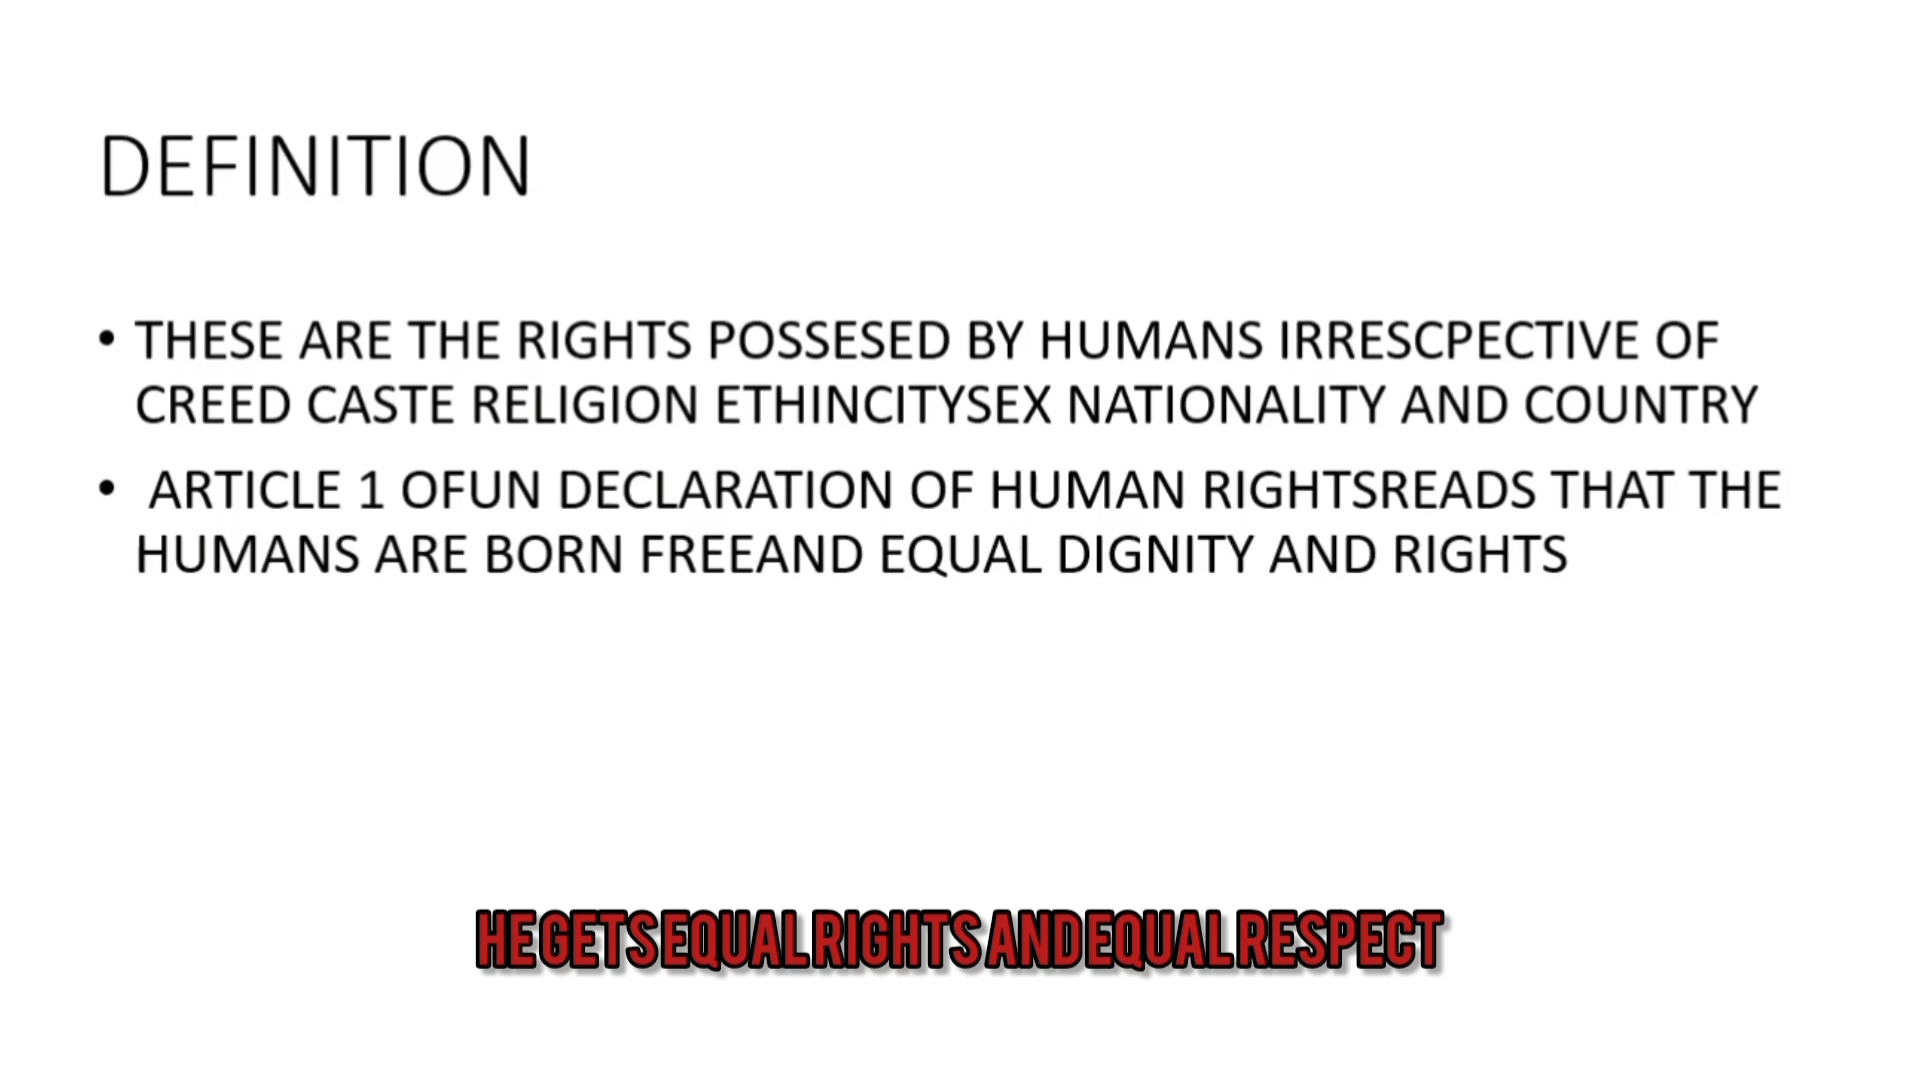 DEFINITION
• THESE ARE THE RIGHTS POSSESED BY HUMANS IRRESCPECTIVE OF
CREED CASTE RELIGION ETHINCITYSEX NATIONALITY AND COUNTRY
• ARTICLE 1 OFUN DECLARATION OF HUMAN RIGHTSREADS THAT THE
HUMANS ARE BORN FREEAND EQUAL DIGNITY AND RIGHTS
HE GETS EQUAL RIGHTS AND EQUAL RESPECT